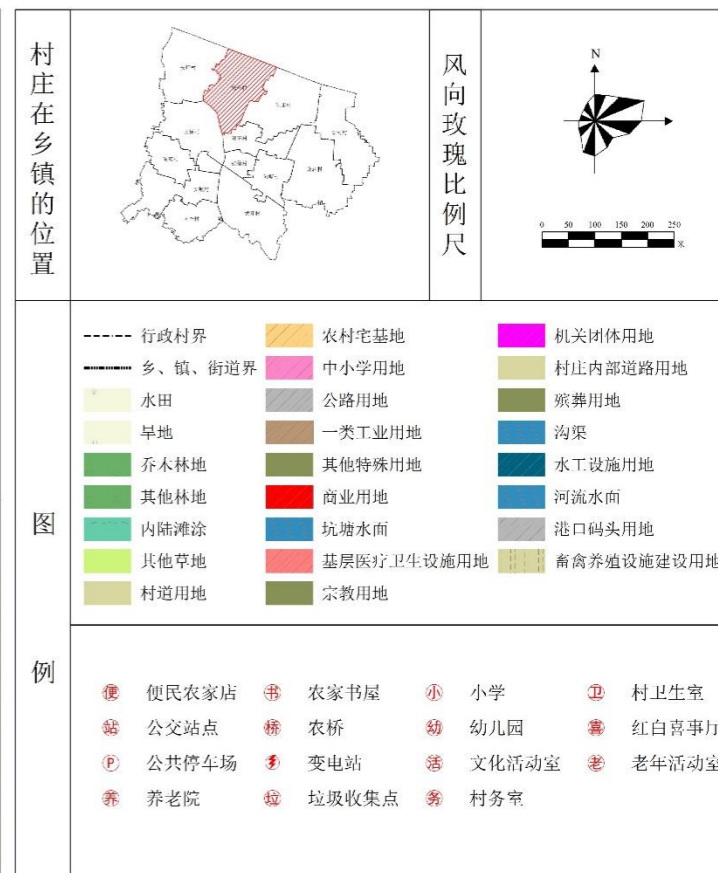 村庄在乡镇的位置
风向玫瑰比例尺
N
0 50 100 150 200 250
米
图例
行政村界
农村宅基地
机关团体用地
乡、镇、街道界
中小学用地
村庄内部道路用地
水田
公路用地
殡葬用地
旱地
一类工业用地
沟渠
乔木林地
其他特殊用地
水工设施用地
其他林地
商业用地
河流水面
内陆滩涂
坑塘水面
港口码头用地
其他草地
基层医疗卫生设施用地
畜禽养殖设施建设用地
村道用地
宗教用地
便 便民农家店
书 农家书屋
小 小学
卫 村卫生室
站 公交站点
桥 农桥
幼 幼儿园
喜 红白喜事厅
P 公共停车场
变电站
活 文化活动室
老 老年活动室
养 养老院
垃 垃圾收集点
务 村务室